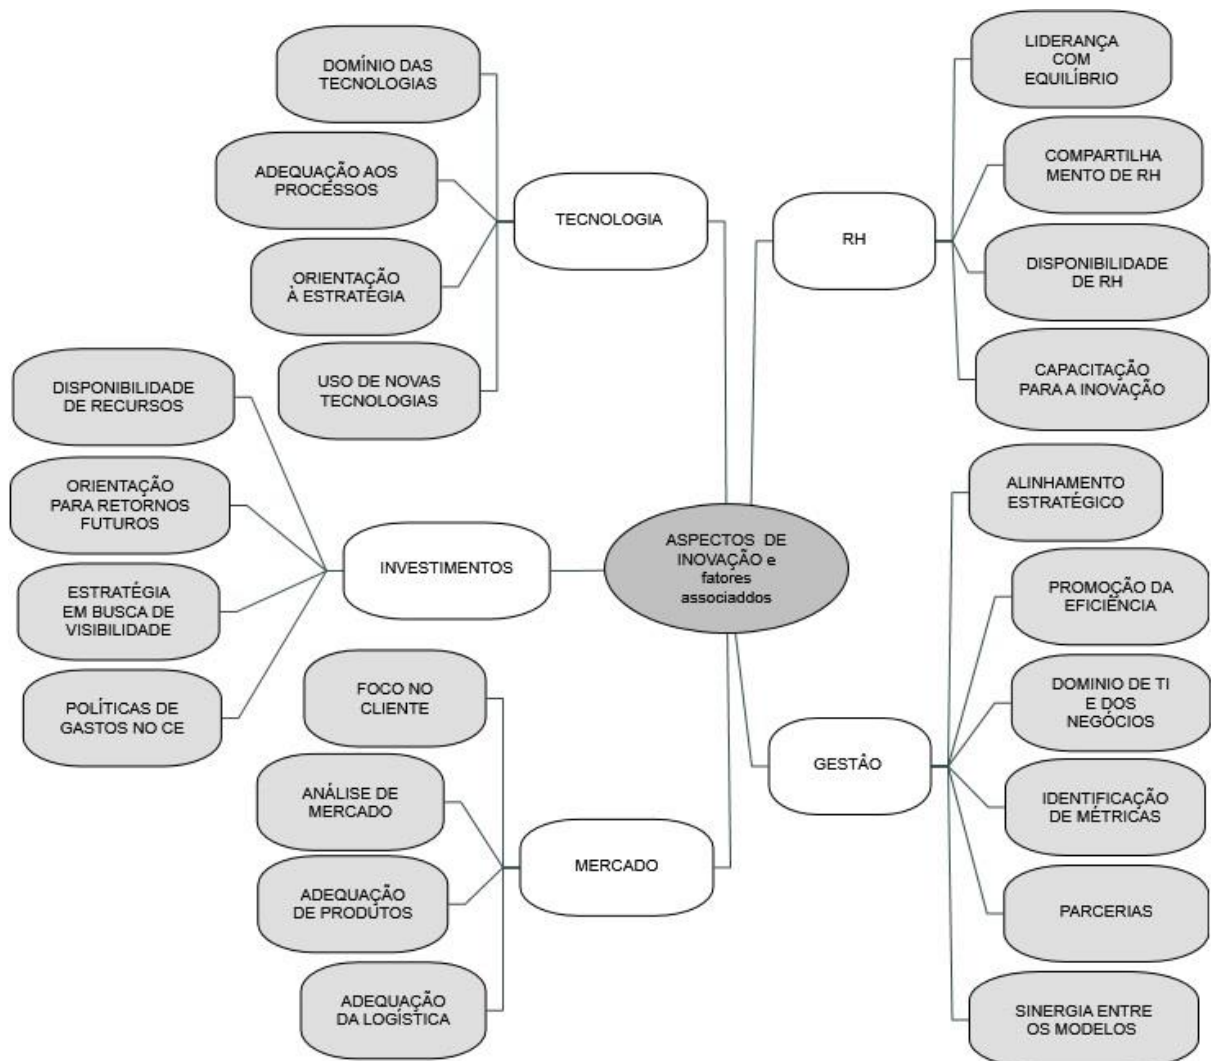 DOMÍNIO DAS
TECNOLOGIAS
ADEQUAÇÃO AOS
PROCESSOS
ORIENTAÇÃO
À ESTRATÉGIA
USO DE NOVAS
TECNOLOGIAS
TECNOLOGIA
LIDERANÇA
COM
EQUILÍBRIO
COMPARTILHA
MENTO DE RH
DISPONIBILIDADE
DE RH
CAPACITAÇÃO
PARA A INOVAÇÃO
RH
DISPONIBILIDADE
DE RECURSOS
ORIENTAÇÃO
PARA RETORNOS
FUTUROS
ESTRATÉGIA
EM BUSCA DE
VISIBILIDADE
POLÍTICAS DE
GASTOS NO CE
INVESTIMENTOS
ASPECTOS DE
INOVAÇÃO e
fatores
associaddos
ALINHAMENTO
ESTRATÉGICO
PROMOÇÃO DA
EFICIÊNCIA
DOMINIO DE TI
E DOS
NEGÓCIOS
IDENTIFICAÇÃO
DE MÉTRICAS
PARCERIAS
SINERGIA ENTRE
OS MODELOS
GESTÂO
FOCO NO
CLIENTE
ANÁLISE DE
MERCADO
ADEQUAÇÃO
DE PRODUTOS
ADEQUAÇÃO
DA LOGÍSTICA
MERCADO